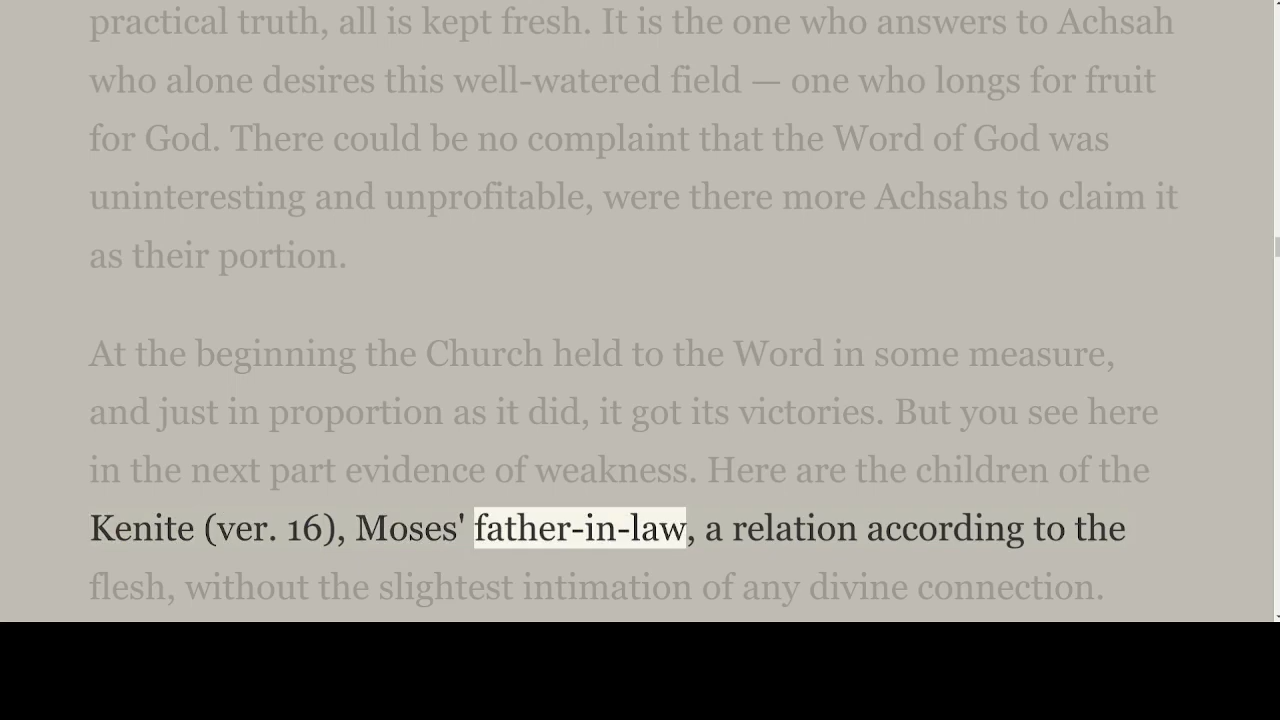 practical truth, all is kept fresh. It is the one who answers to Achsah
who alone desires this well-watered field — one who longs for fruit
for God. There could be no complaint that the Word of God was
uninteresting and unprofitable, were there more Achsahs to claim it
as their portion.
At the beginning the Church held to the Word in some measure,
and just in proportion as it did, it got its victories. But you see here
in the next part evidence of weakness. Here are the children of the
Kenite (ver. 16), Moses' father-in-law, a relation according to the
flesh, without the slightest intimation of any divine connection.